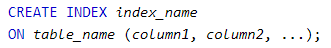 CREATE INDEX index_name
ON table_name (column1, column2, ...);